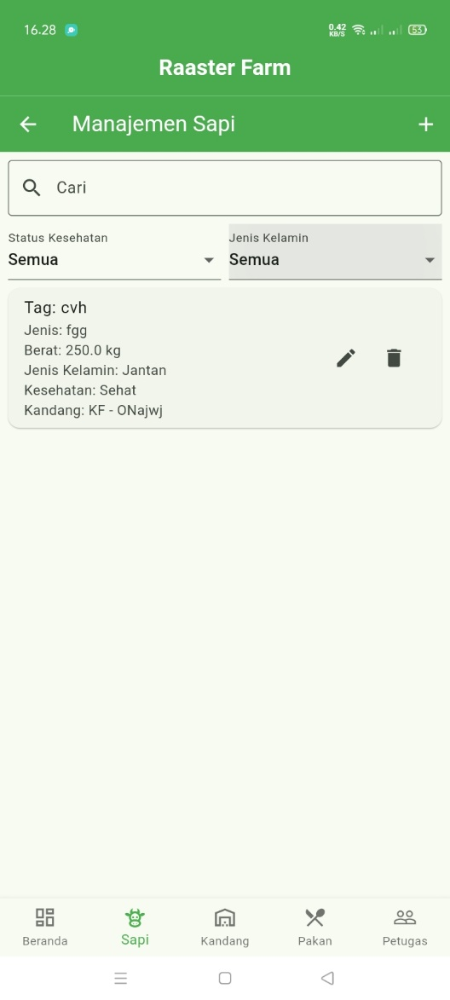 16.28
0.42
KB/S
53
Raaster Farm
Manajemen Sapi
Cari
Status Kesehatan
Semua
Jenis Kelamin
Semua
Tag: cvh
Jenis: fgg
Berat: 250.0 kg
Jenis Kelamin: Jantan
Kesehatan: Sehat
Kandang: KF - ONajwj
Beranda
Sapi
Kandang
Pakan
Petugas